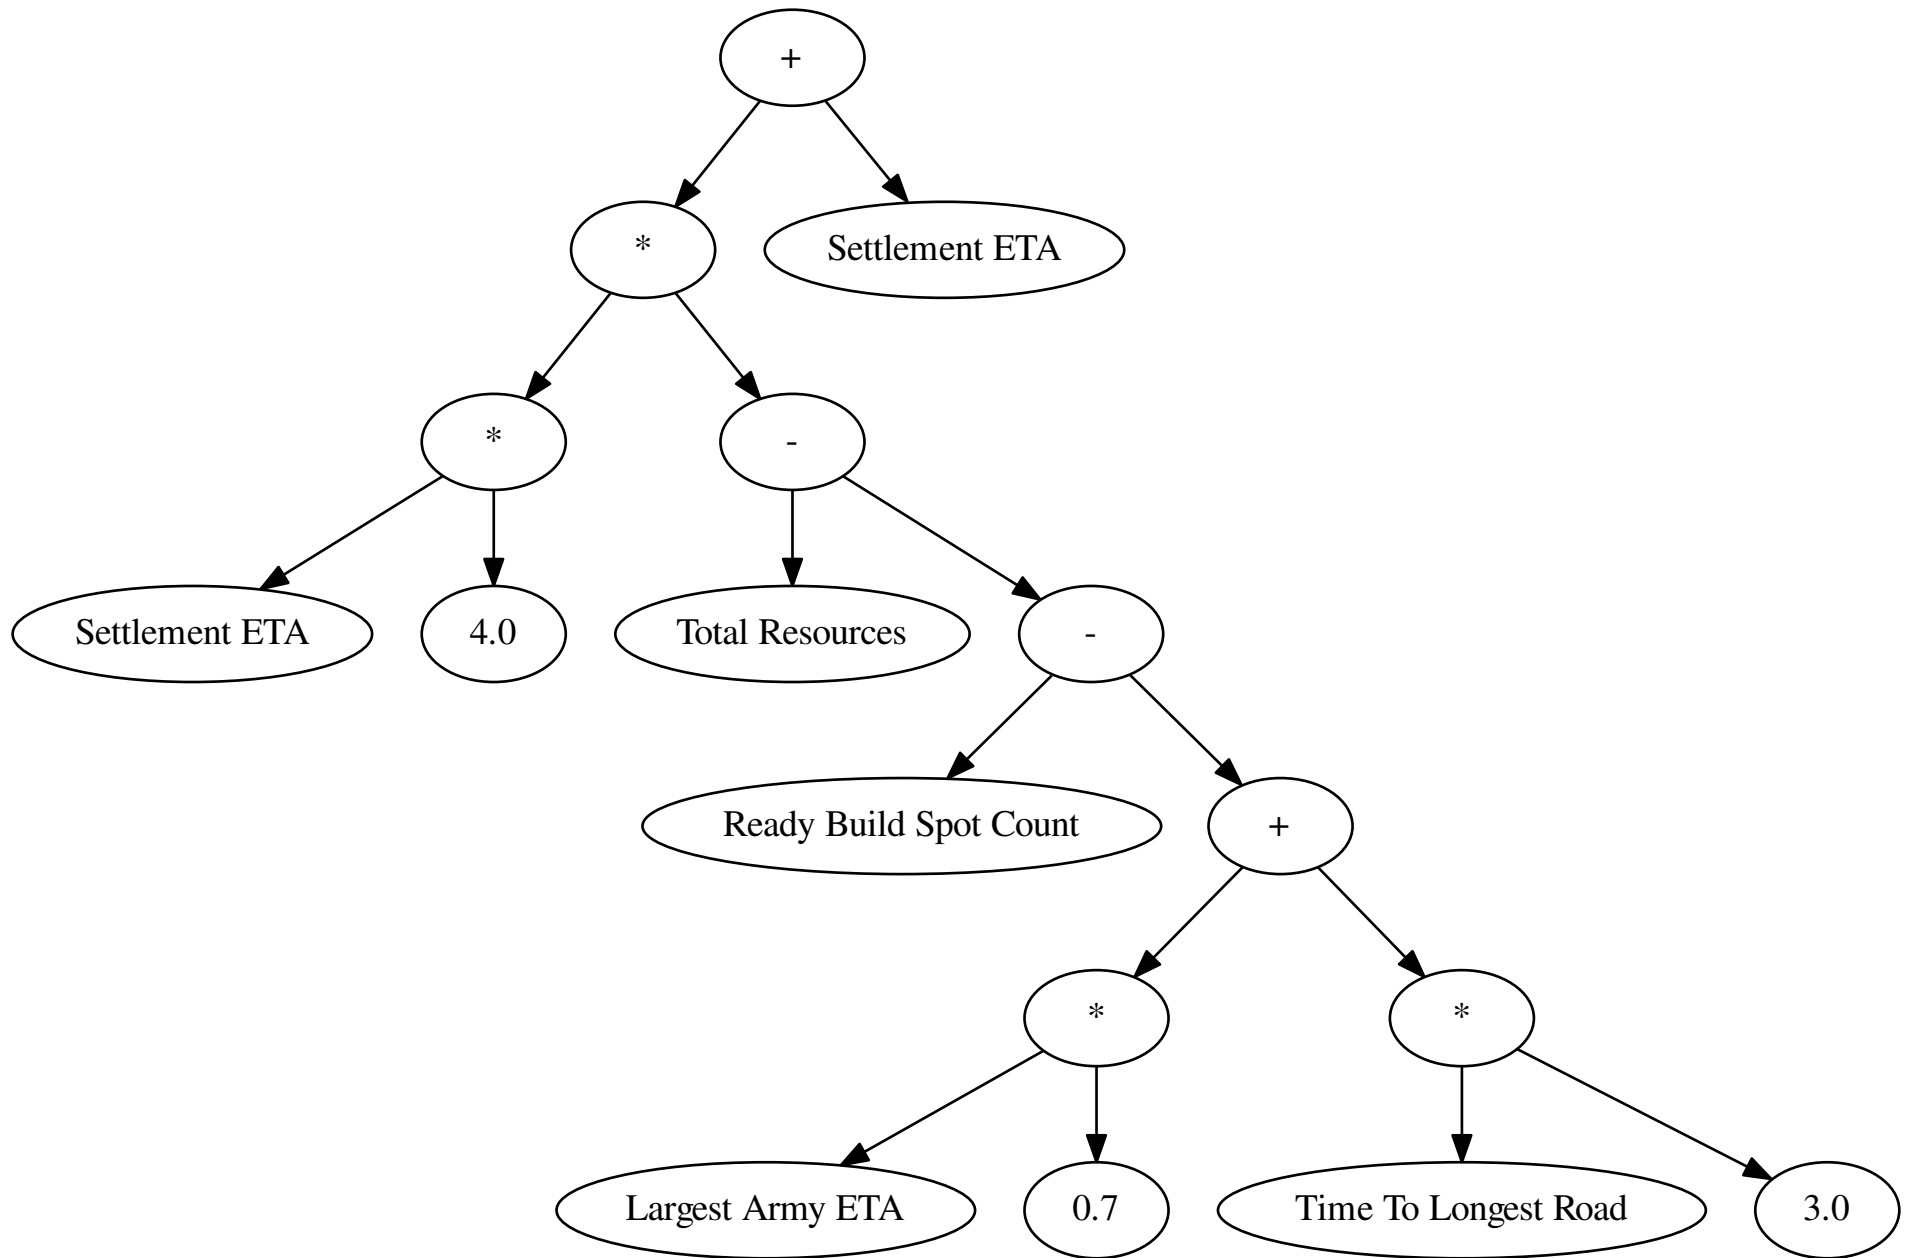 +
*
Settlement ETA
*
-
Settlement ETA
4.0
Total Resources
-
Ready Build Spot Count
+
*
*
Largest Army ETA
0.7
Time To Longest Road
3.0